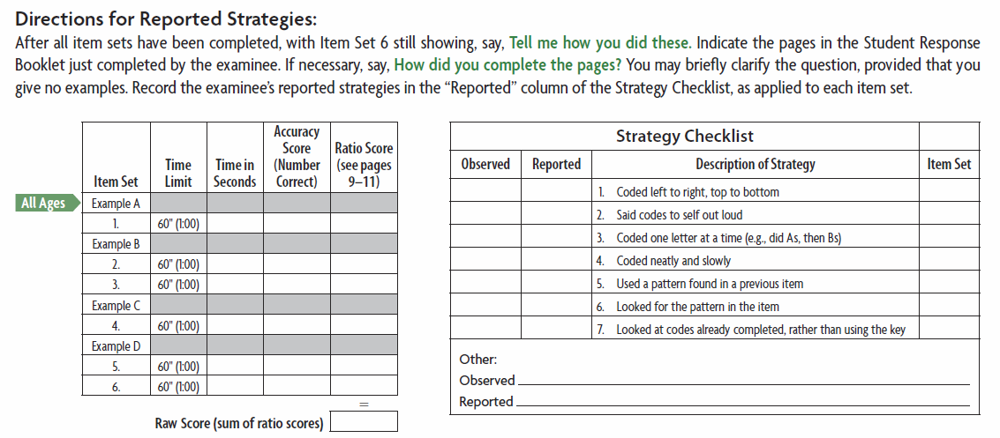 Directions for Reported Strategies:
After all item sets have been completed, with Item Set 6 still showing, say, Tell me how you did these. Indicate the pages in the Student Response
Booklet just completed by the examinee. If necessary, say, How did you complete the pages? You may briefly clarify the question, provided that you
give no examples. Record the examinee's reported strategies in the “Reported” column of the Strategy Checklist, as applied to each item set.
Item Set Time Limit Time in Seconds Accuracy Score (Number Correct) Ratio Score (see pages 9–11)
All Ages Example A
1. 60" (1:00)
Example B
2. 60" (1:00)
3. 60" (1:00)
Example C
4. 60" (1:00)
Example D
5. 60" (1:00)
6. 60" (1:00)
=
Raw Score (sum of ratio scores)
Strategy Checklist
Observed Reported Description of Strategy Item Set
1. Coded left to right, top to bottom
2. Said codes to self out loud
3. Coded one letter at a time (e.g., did As, then Bs)
4. Coded neatly and slowly
5. Used a pattern found in a previous item
6. Looked for the pattern in the item
7. Looked at codes already completed, rather than using the key
Other:
Observed
Reported